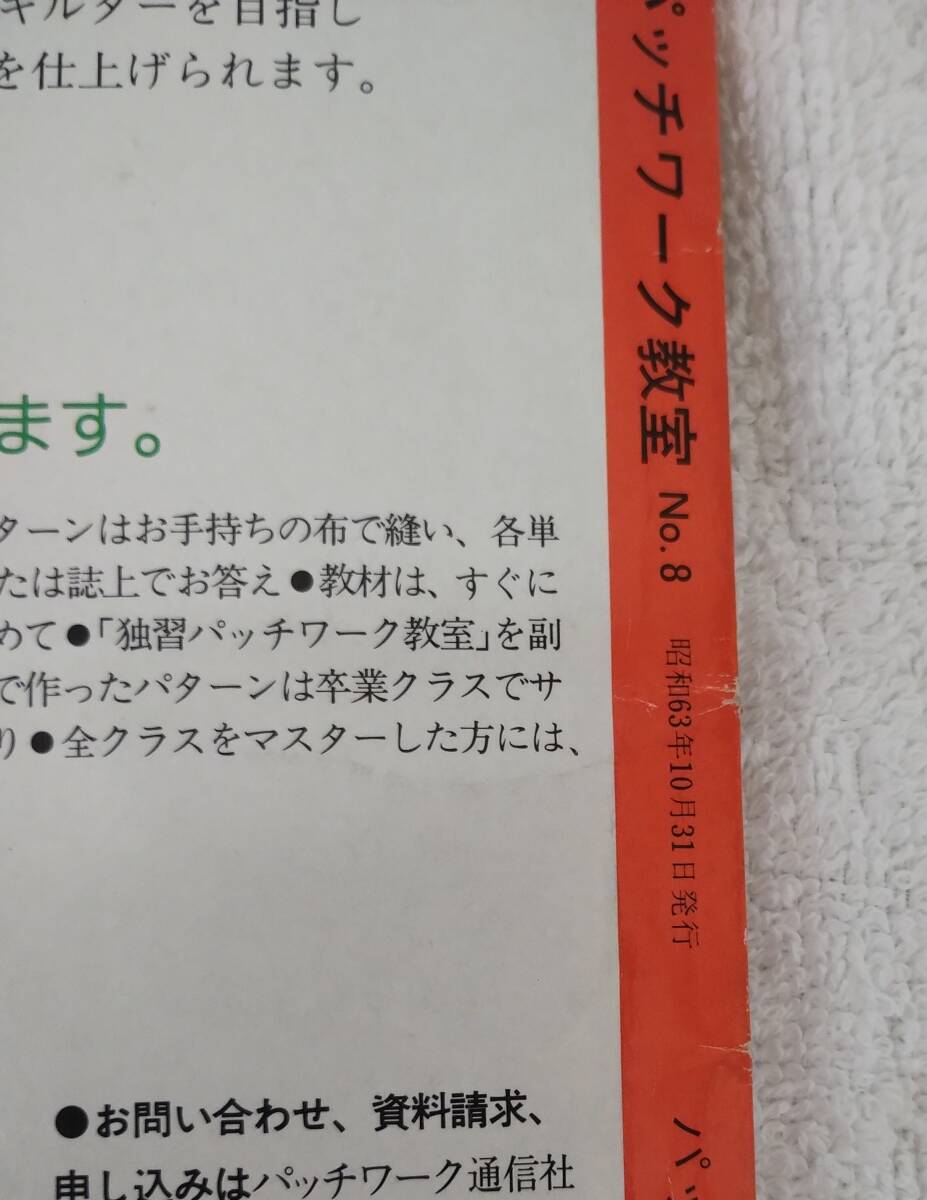 キルターを目指し
を仕上げられます。
ます。
ターンはお手持ちの布で縫い、各単
たは誌上でお答え●教材は、すぐに
めて●「独習パッチワーク教室」を副
で作ったパターンは卒業クラスでサ
り●全クラスをマスターした方には、
●お問い合わせ、資料請求、
申し込みはパッチワーク通信社
パッチワーク教室 No.8 昭和63年10月31日発行
パッ